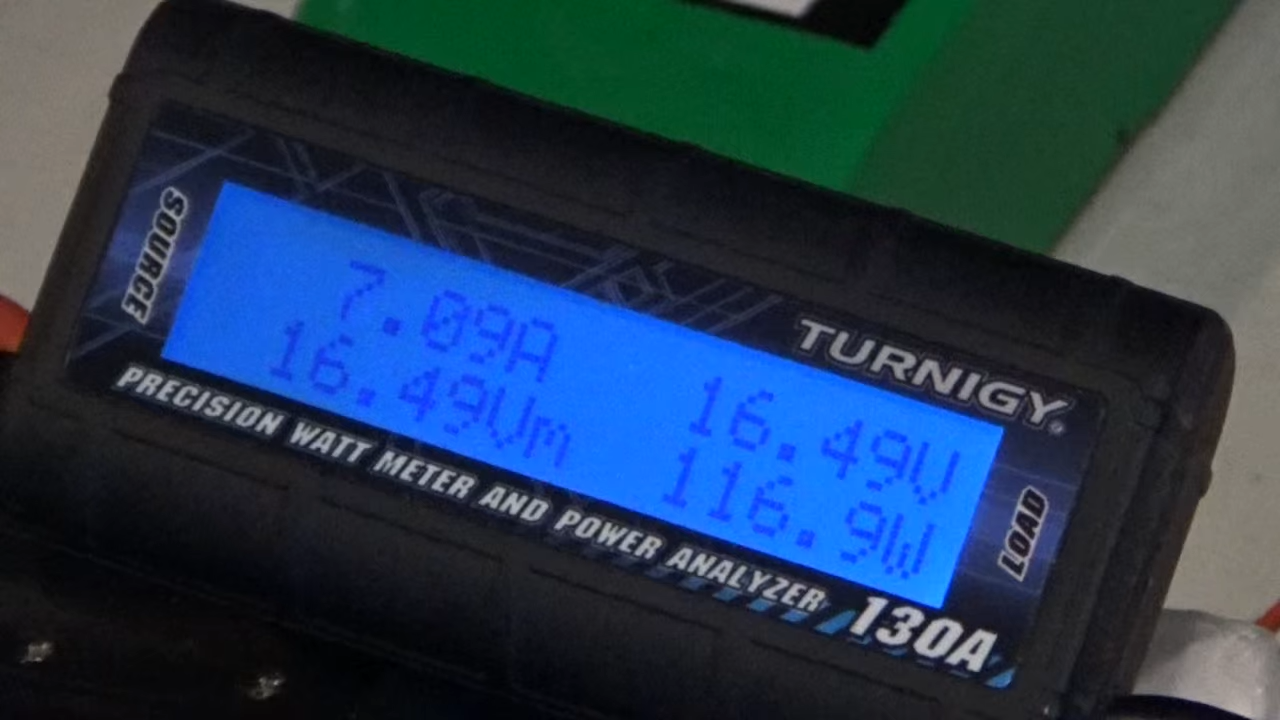 SOURCE
7.09A 16.49V
16.49Vm 116.9W
TURNIGY®
LOAD
PRECISION WATT METER AND POWER ANALYZER 130A